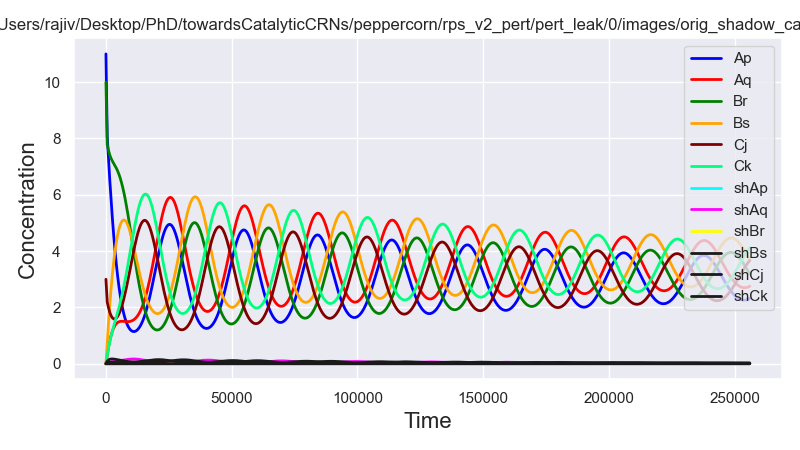 Users/rajiv/Desktop/PhD/towardsCatalyticCRNs/peppercorn/rps_v2_pert/pert_leak/0/images/orig_shadow_ca
Concentration
10
8
6
4
2
0
0
50000
100000
150000
200000
250000
Time
Ap
Aq
Br
Bs
Cj
Ck
shAp
shAq
shBr
shBs
shCj
shCk